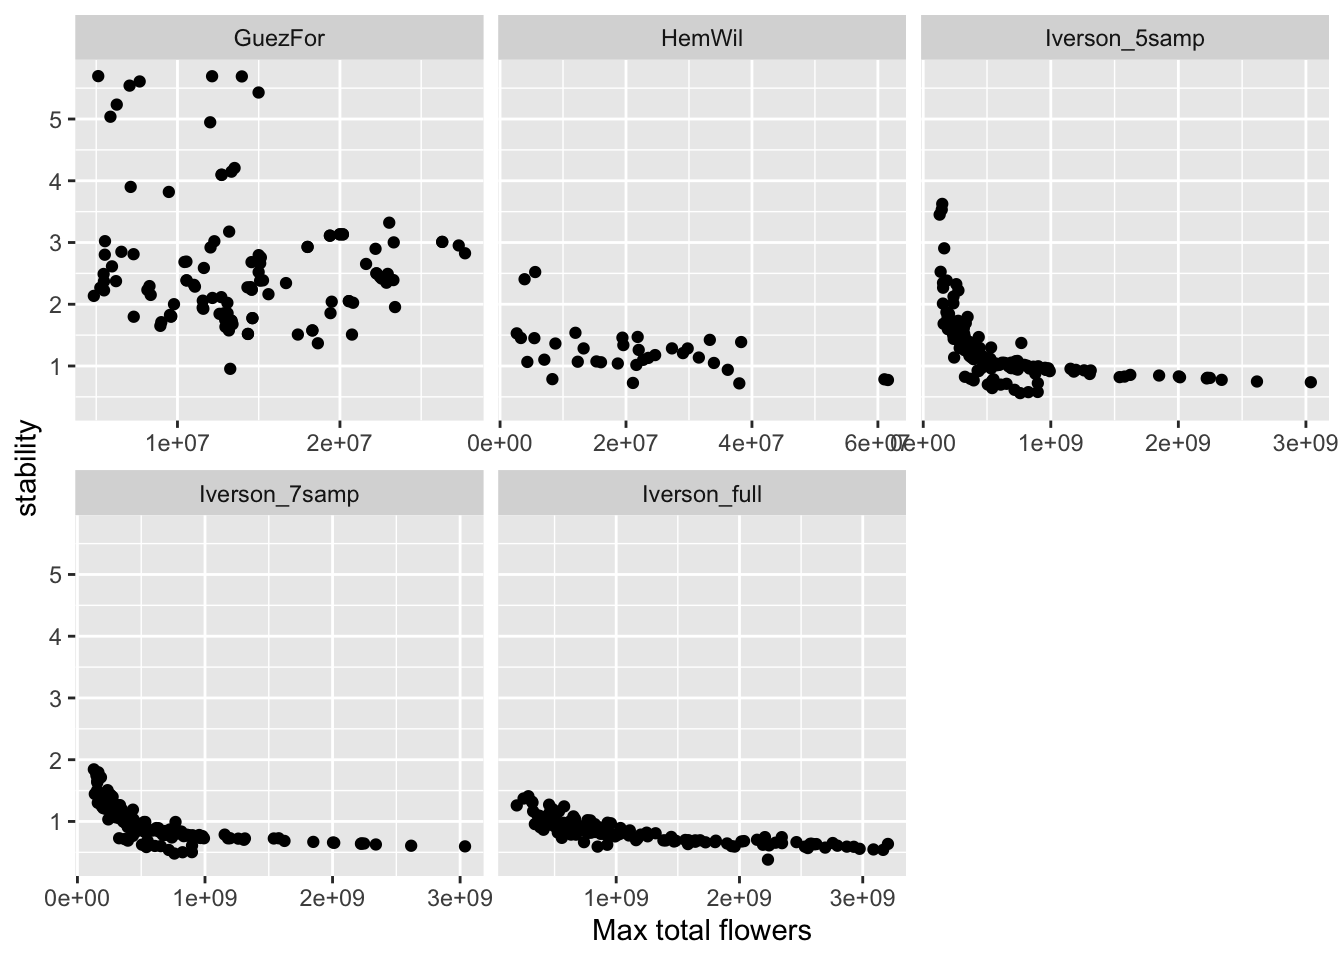 GuezFor HemWil Iverson_5samp
5
4
3
2
1
1e+07 2e+07 0e+00 2e+07 4e+07 6e+07 0e+00 1e+09 2e+09 3e+09
stability
Iverson_7samp Iverson_full
5
4
3
2
1
0e+00 1e+09 2e+09 3e+09 1e+09 2e+09 3e+09
Max total flowers